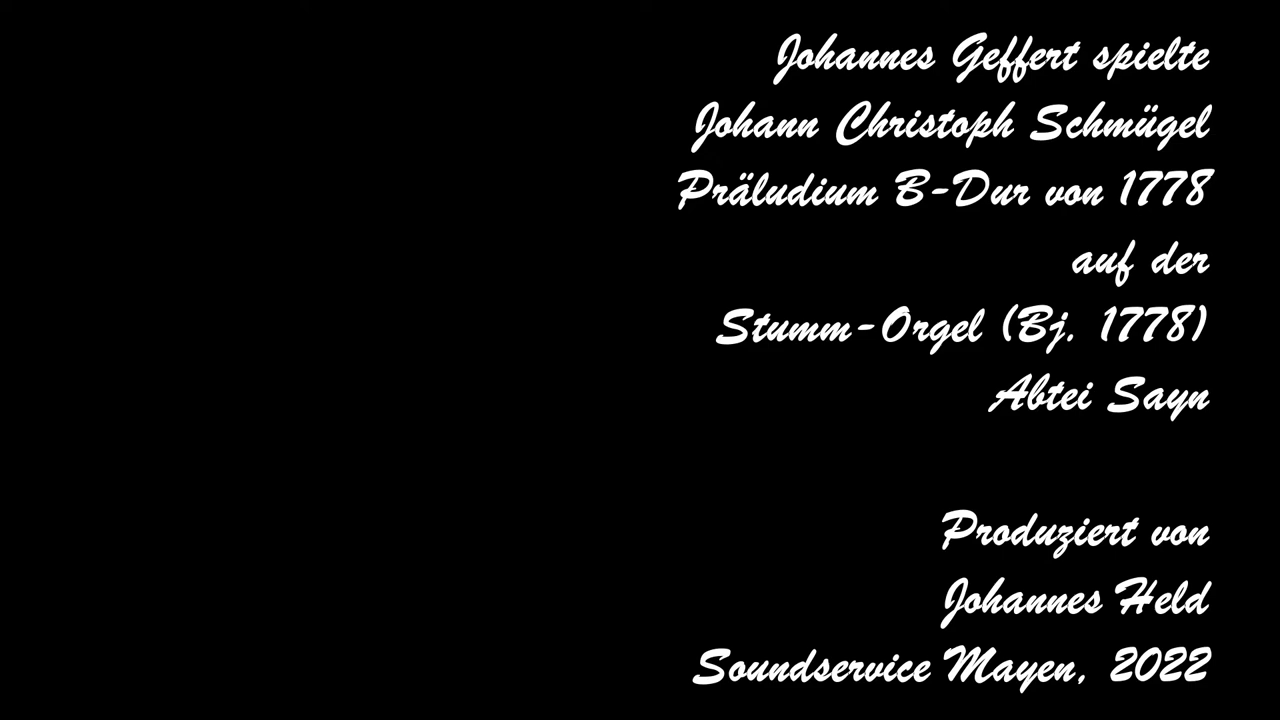 Johannes Geffert spielte
Johann Christoph Schmügel
Präludium B-Dur von 1778
auf der
Stumm-Orgel (Bj. 1778)
Abtei Sayn
Produziert von
Johannes Held
Soundservice Mayen, 2022